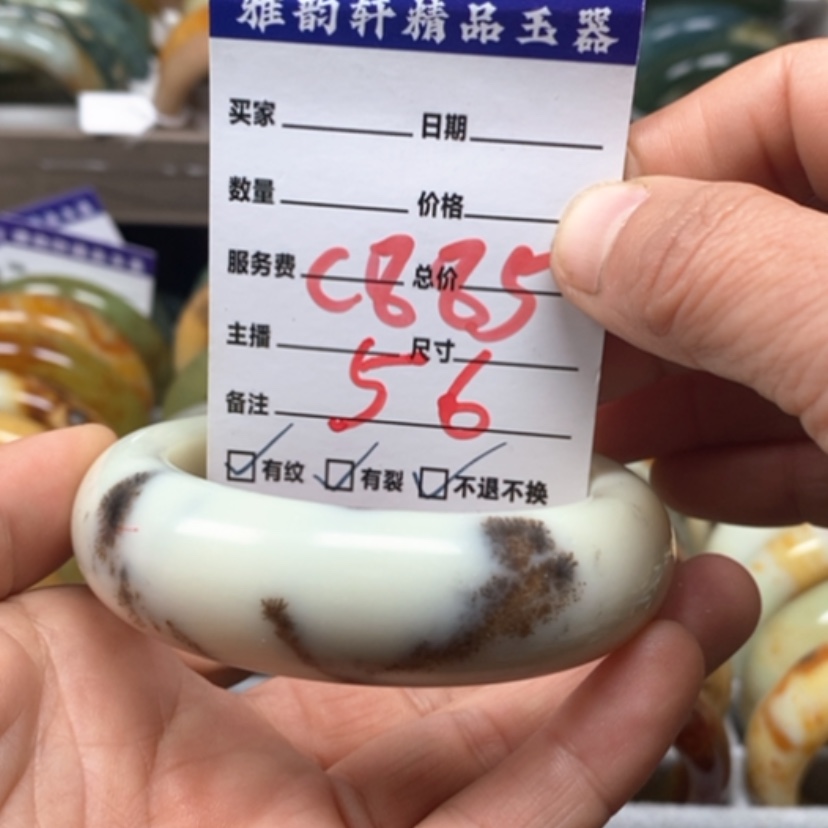 雅韵轩精品玉器
买家 日期
数量 价格
服务费 总价
C885
主播 尺寸
56
备注
有纹 有裂 不退不换